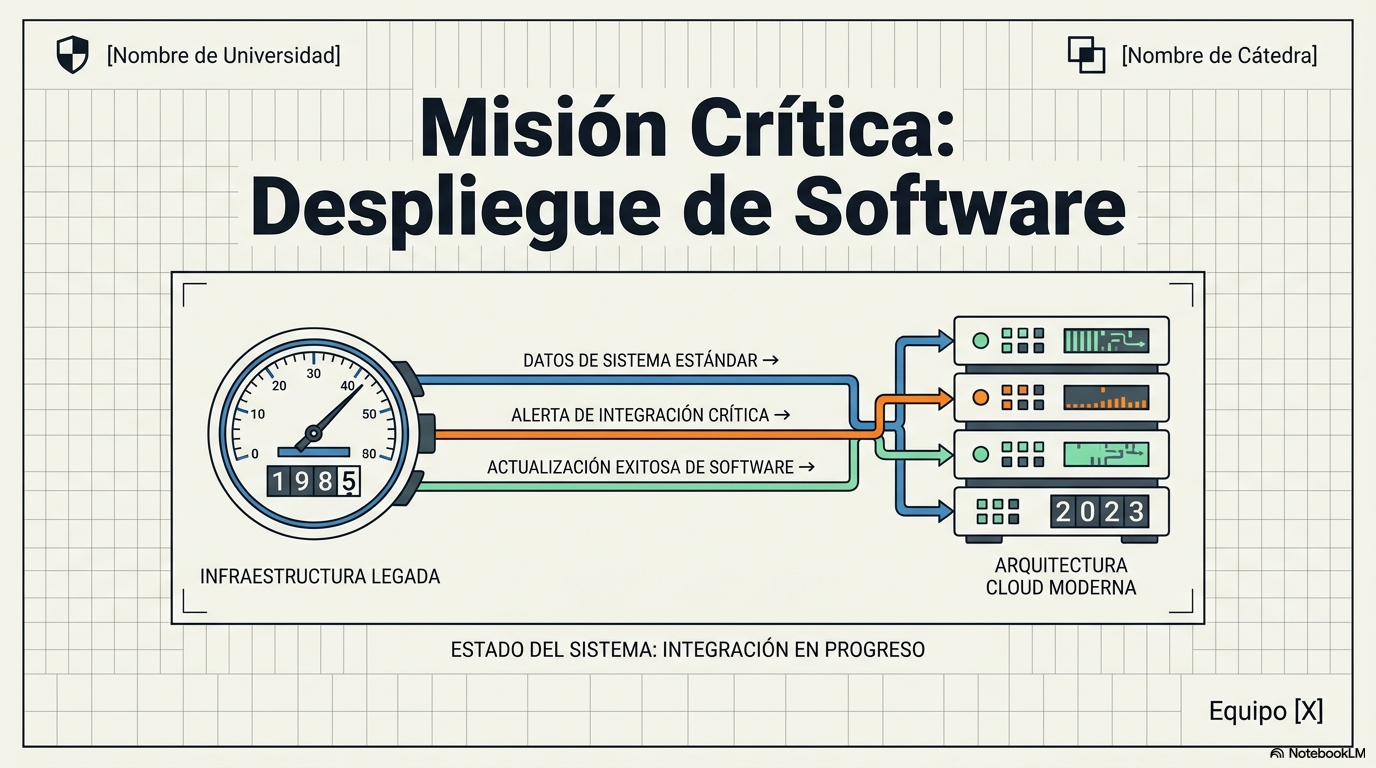 [Nombre de Universidad]
[Nombre de Cátedra]
Misión Crítica:
Despliegue de Software
0
10
20
30
40
50
80
1985
INFRAESTRUCTURA LEGADA
DATOS DE SISTEMA ESTÁNDAR →
ALERTA DE INTEGRACIÓN CRÍTICA →
ACTUALIZACIÓN EXITOSA DE SOFTWARE →
2023
ARQUITECTURA
CLOUD MODERNA
ESTADO DEL SISTEMA: INTEGRACIÓN EN PROGRESO
Equipo [X]
NotebookLM